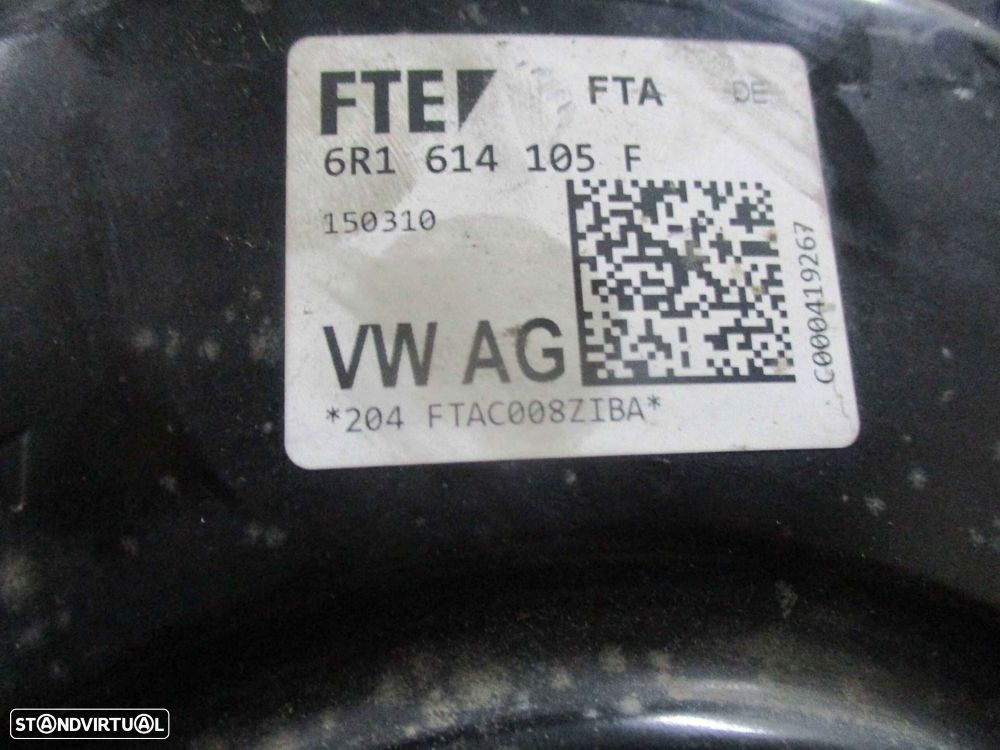 FTE FTA DE
6R1 614 105 F
150310
C000419267
VW AG
*204 FTAC008ZIBA*
STANDVIRTUAL